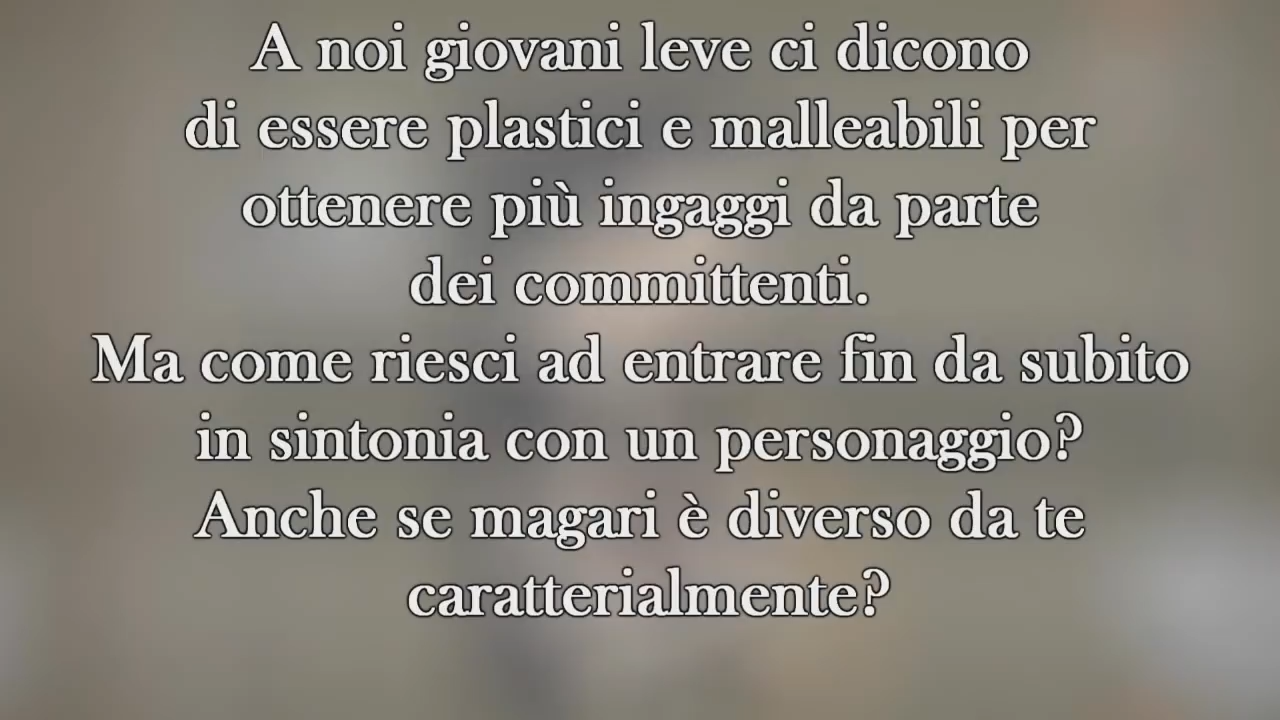 A noi giovani leve ci dicono
di essere plastici e malleabili per
ottenere più ingaggi da parte
dei committenti.
Ma come riesci ad entrare fin da subito
in sintonia con un personaggio?
Anche se magari è diverso da te
caratterialmente?